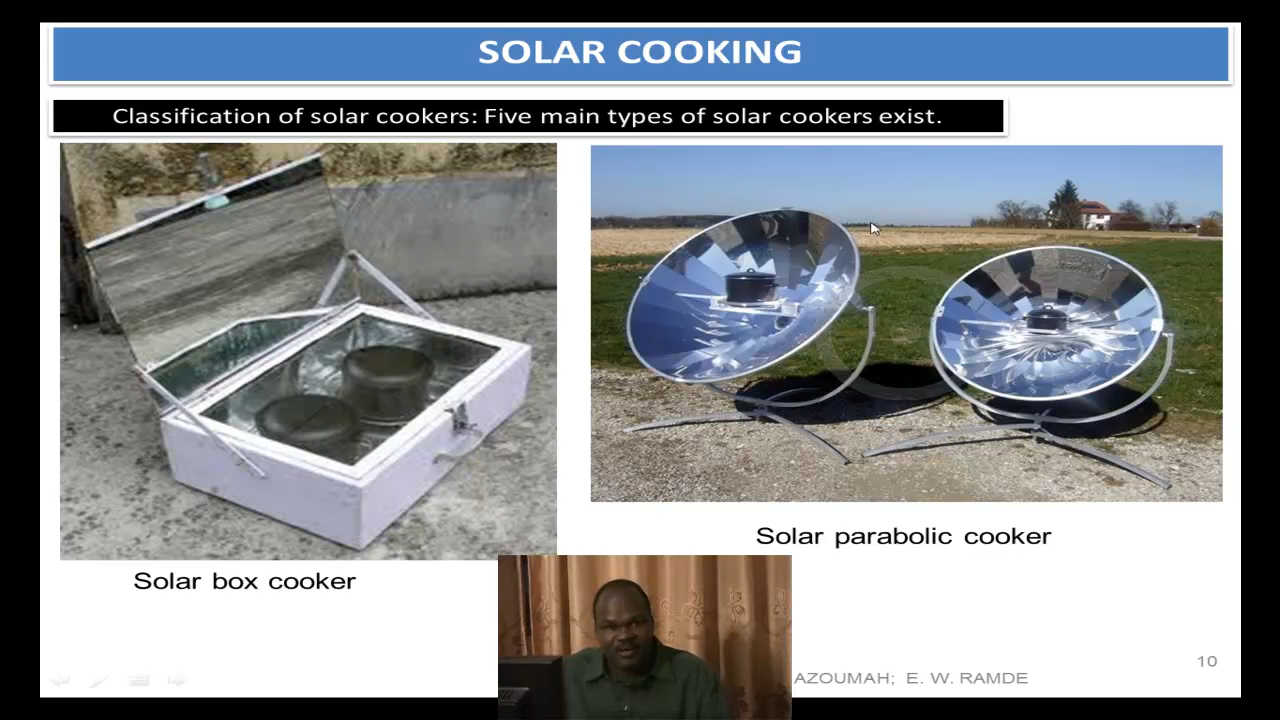 SOLAR COOKING
Classification of solar cookers: Five main types of solar cookers exist.
Solar parabolic cooker
Solar box cooker
10
AZOUMAH; E. W. RAMDE